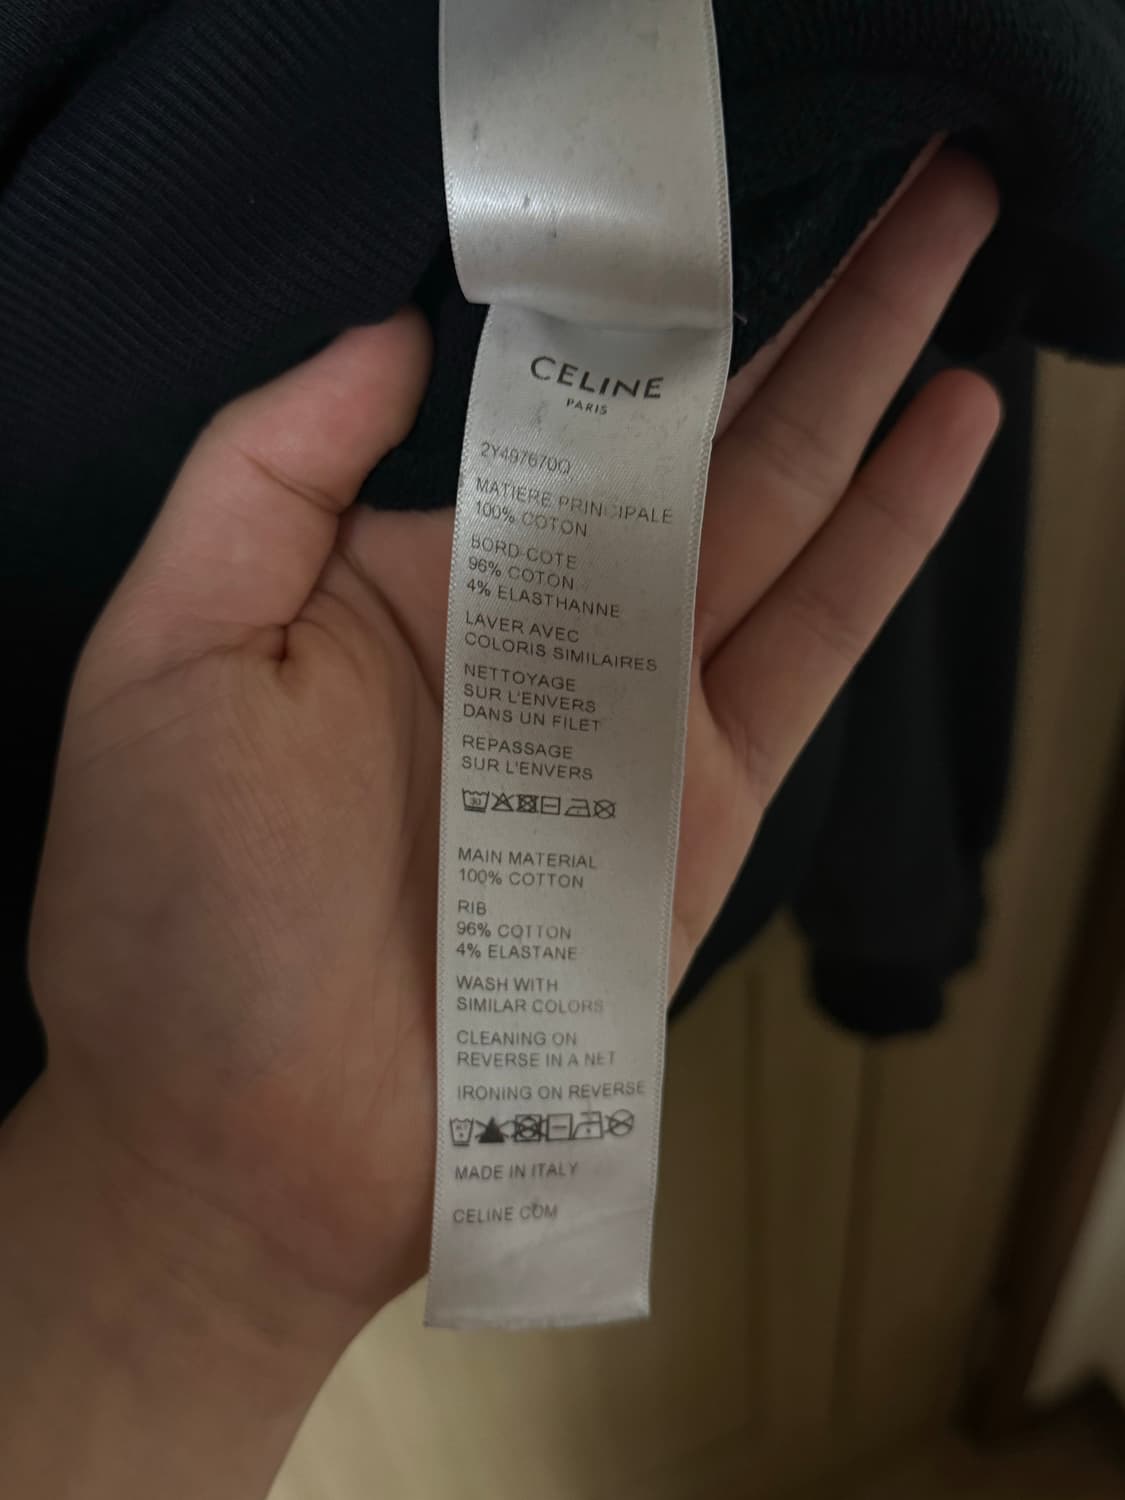 CELINE
PARIS
2Y497670Q
MATIERE PRINCIPALE
100% COTON
BORD-COTE
96% COTON
4% ELASTHANNE
LAVER AVEC
COLORIS SIMILAIRES
NETTOYAGE
SUR L'ENVERS
DANS UN FILET
REPASSAGE
SUR L'ENVERS
30
MAIN MATERIAL
100% COTTON
RIB
96% COTTON
4% ELASTANE
WASH WITH
SIMILAR COLORS
CLEANING ON
REVERSE IN A NET
IRONING ON REVERSE
MADE IN ITALY
CELINE.COM